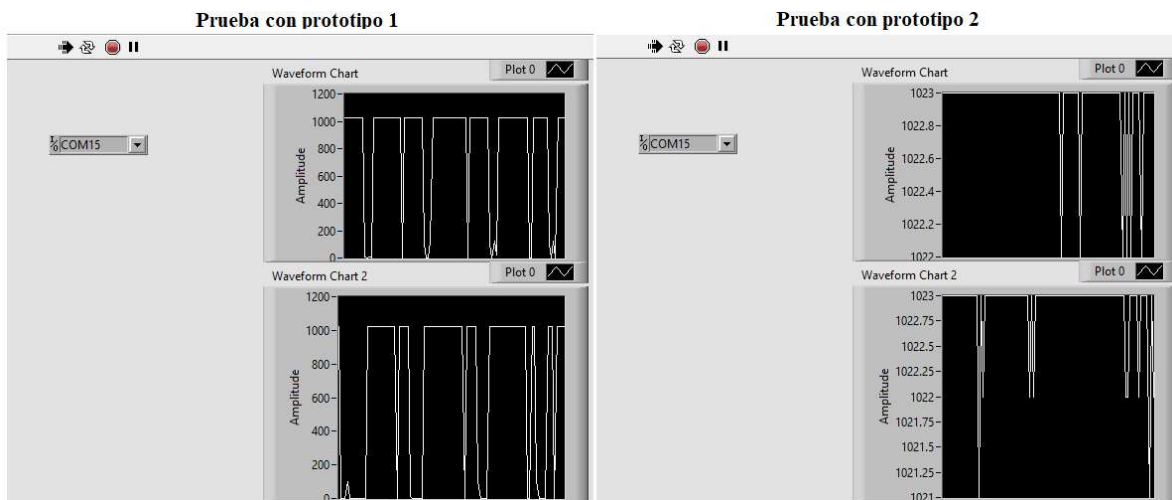 Prueba con prototipo 1
COM15
Waveform Chart
Plot 0
1200
1000
800
600
400
200
0
Amplitude
Waveform Chart 2
Plot 0
1200
1000
800
600
400
200
0
Amplitude
Prueba con prototipo 2
COM15
Waveform Chart
Plot 0
1023
1022.8
1022.6
1022.4
1022.2
1022
Amplitude
Waveform Chart 2
Plot 0
1023
1022.75
1022.5
1022.25
1022
1021.75
1021.5
1021.25
1021
Amplitude